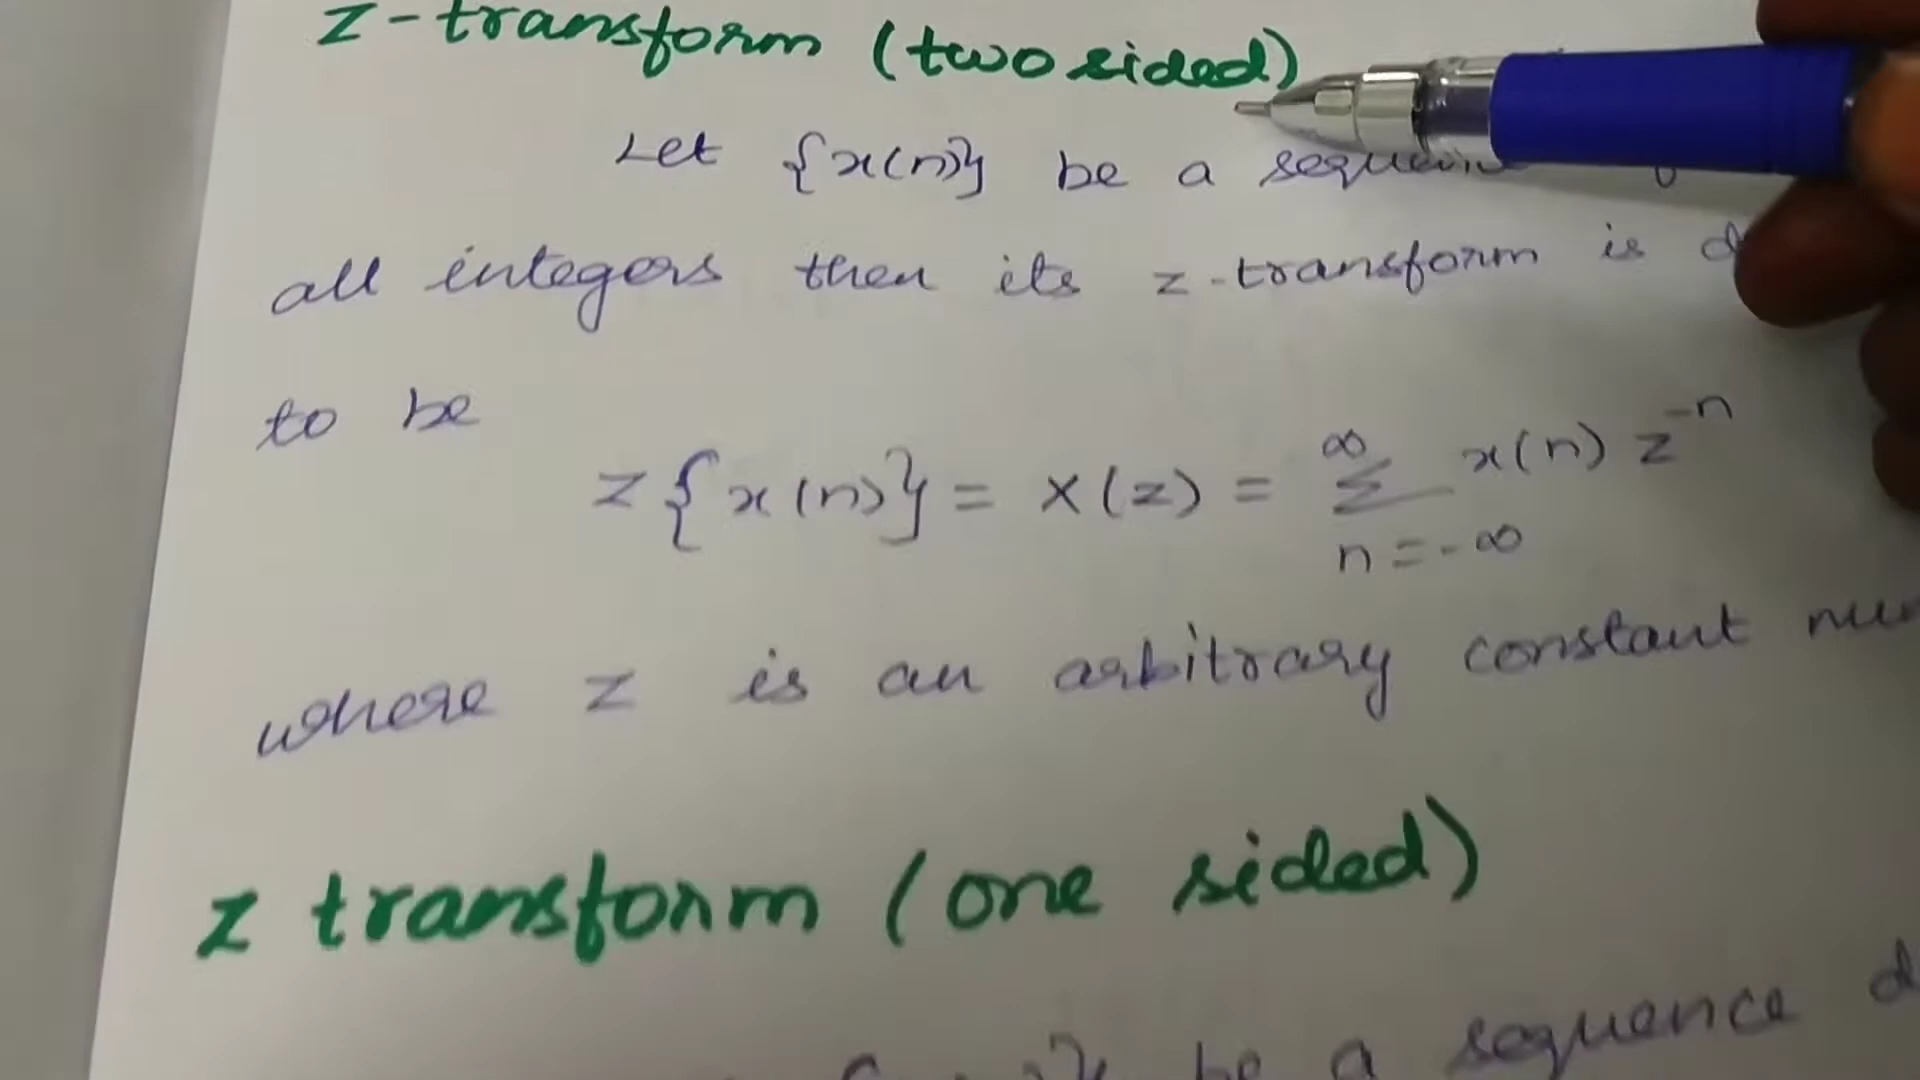 z-transform (two sided)
Let {x(n)} be a
all integers then its z-transform is
to be
z{x(n)} = X(z) = ∞ Σ n=-∞ x(n) z^-n
where z is an arbitrary constant
z transform (one sided)
be a sequence